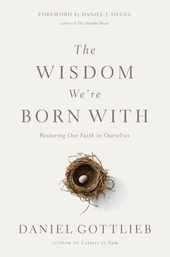 FOREWORD by DANIEL J. SIEGEL
author of The Mindful Brain
The
WISDOM
We're
BORN WITH
Restoring Our Faith in Ourselves
DANIEL GOTTLIEB
AUTHOR OF Letters to Sam